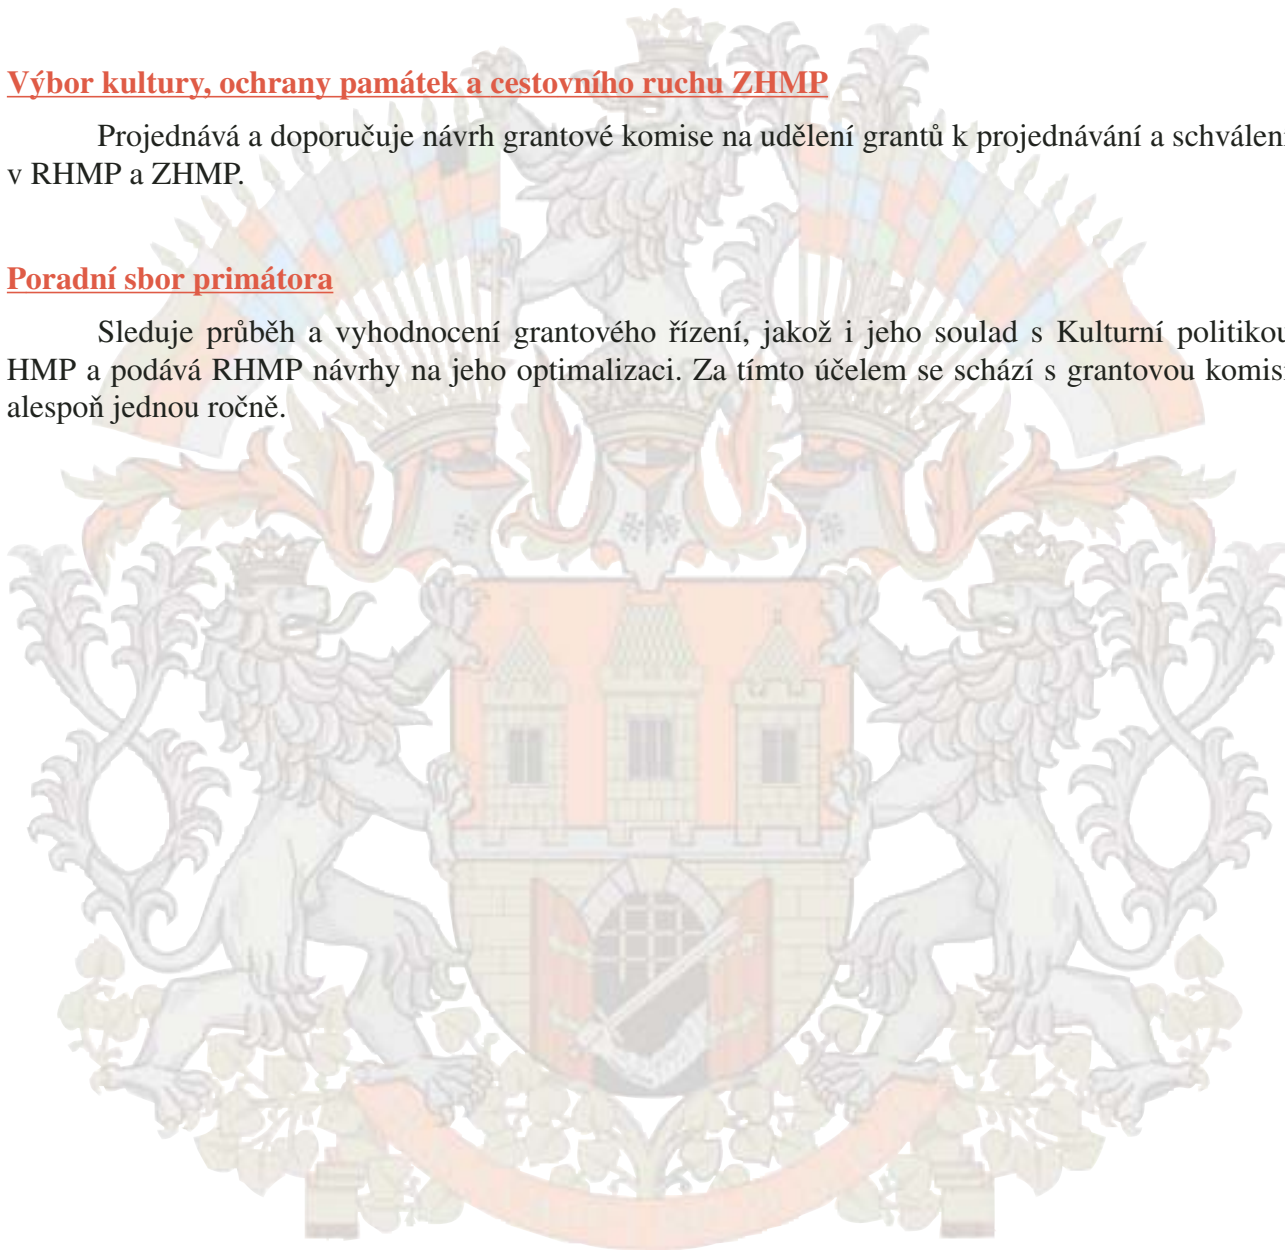 Výbor kultury, ochrany památek a cestovního ruchu ZHMP
Projednává a doporučuje návrh grantové komise na udělení grantů k projednávání a schválení
v RHMP a ZHMP.
Poradní sbor primátora
Sleduje průběh a vyhodnocení grantového řízení, jakož i jeho soulad s Kulturní politikou
HMP a podává RHMP návrhy na jeho optimalizaci. Za tímto účelem se schází s grantovou komisí
alespoň jednou ročně.